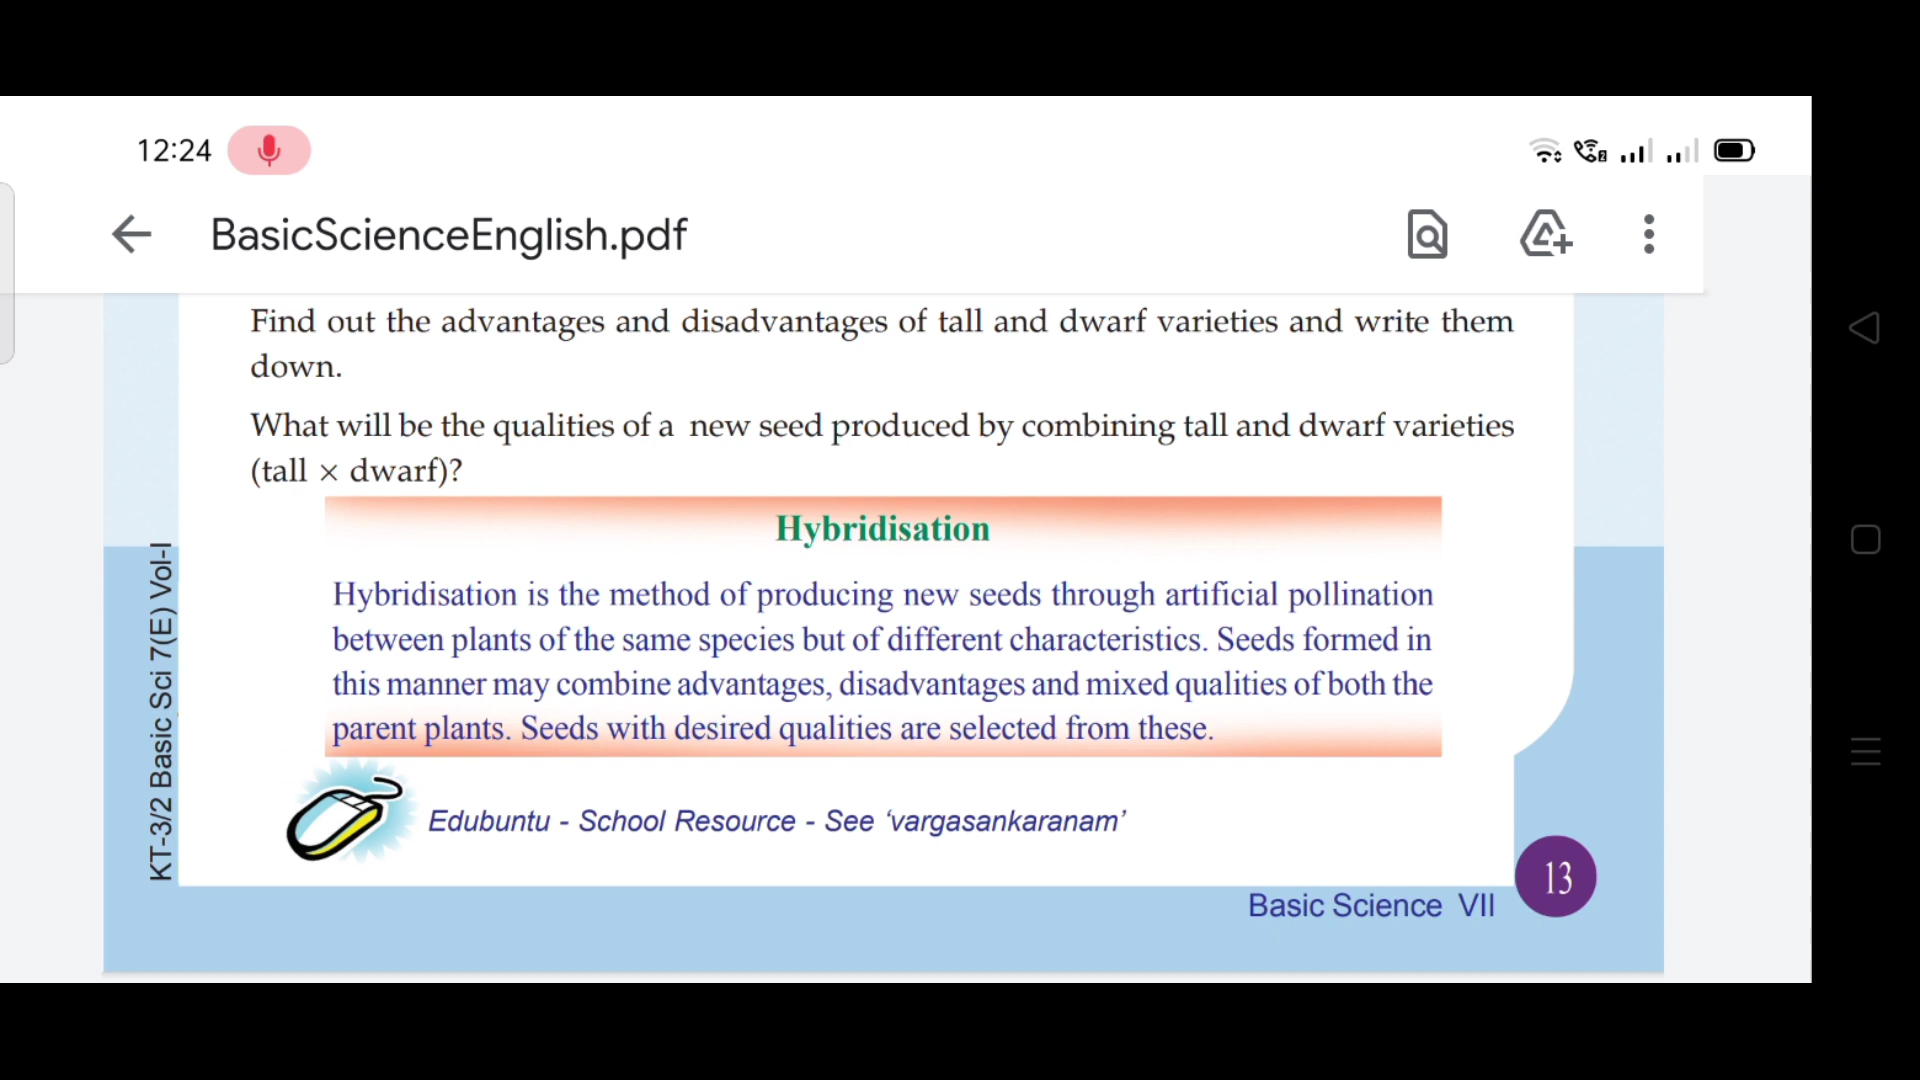 12:24
BasicScienceEnglish.pdf
Find out the advantages and disadvantages of tall and dwarf varieties and write them
down.
What will be the qualities of a new seed produced by combining tall and dwarf varieties
(tall × dwarf)?
Hybridisation
Hybridisation is the method of producing new seeds through artificial pollination
between plants of the same species but of different characteristics. Seeds formed in
this manner may combine advantages, disadvantages and mixed qualities of both the
parent plants. Seeds with desired qualities are selected from these.
Edubuntu - School Resource - See ‘vargasankaranam’
KT-3/2 Basic Sci 7(E) Vol-I
13
Basic Science VII